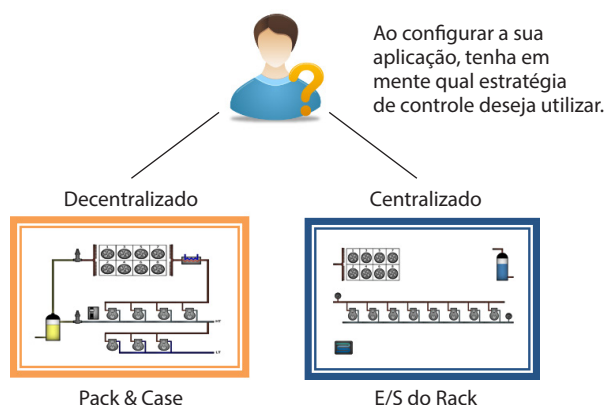 Ao configurar a sua
aplicação, tenha em
mente qual estratégia
de controle deseja utilizar.
Decentralizado
Centralizado
LT
Pack & Case
E/S do Rack